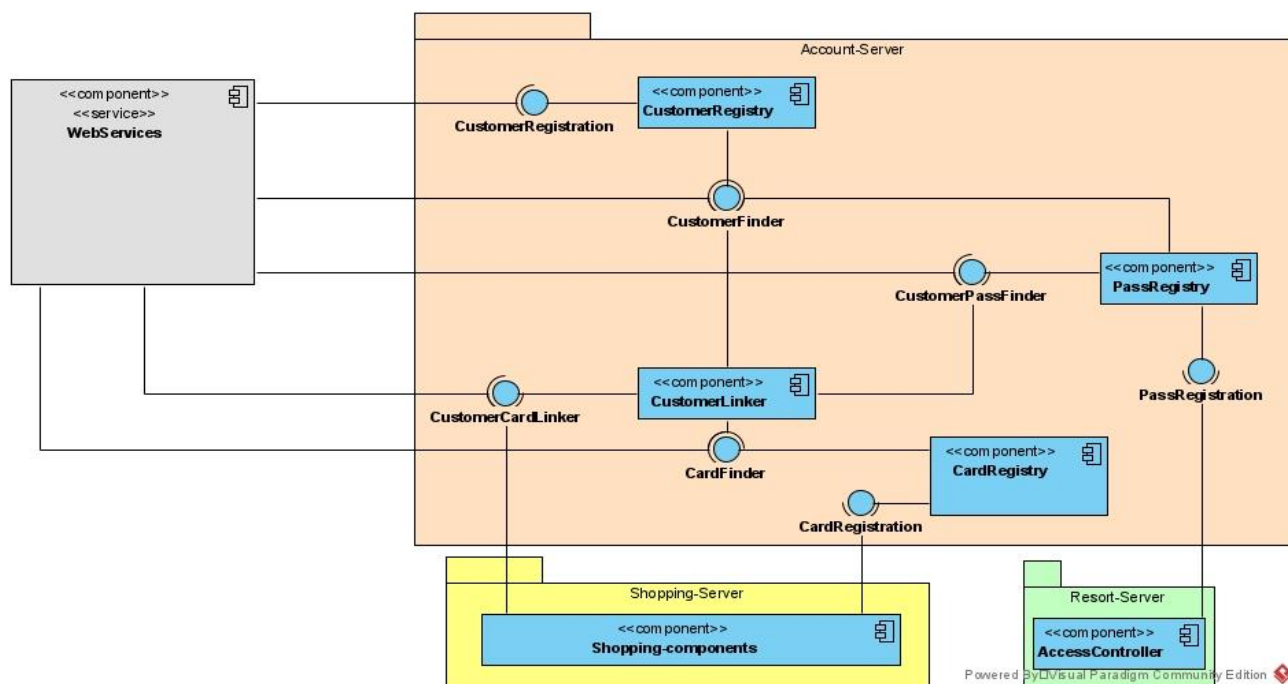 Account-Server
<<component>>
<<service>>
WebServices
<<component>>
CustomerRegistry
CustomerRegistration
CustomerFinder
<<component>>
PassRegistry
CustomerPassFinder
<<component>>
CustomerLinker
PassRegistration
CustomerCardLinker
<<component>>
CardRegistry
CardFinder
CardRegistration
Shopping-Server
Resort-Server
<<component>>
Shopping-components
<<component>>
AccessController
Powered By Visual Paradigm Community Edition